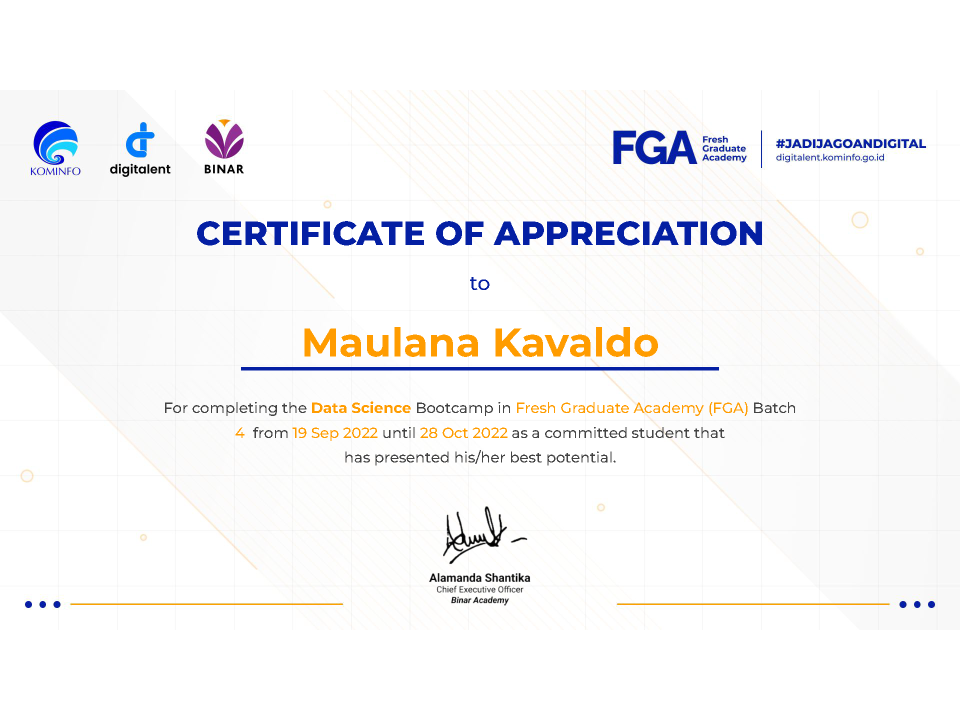 KOMINFO
digitalent
BINAR
FGA
Fresh
Graduate
Academy
#JADIJAGOANDIGITAL
digitalent.kominfo.go.id
CERTIFICATE OF APPRECIATION
to
Maulana Kavaldo
For completing the Data Science Bootcamp in Fresh Graduate Academy (FGA) Batch
4 from 19 Sep 2022 until 28 Oct 2022 as a committed student that
has presented his/her best potential.
Alamanda Shantika
Chief Executive Officer
Binar Academy